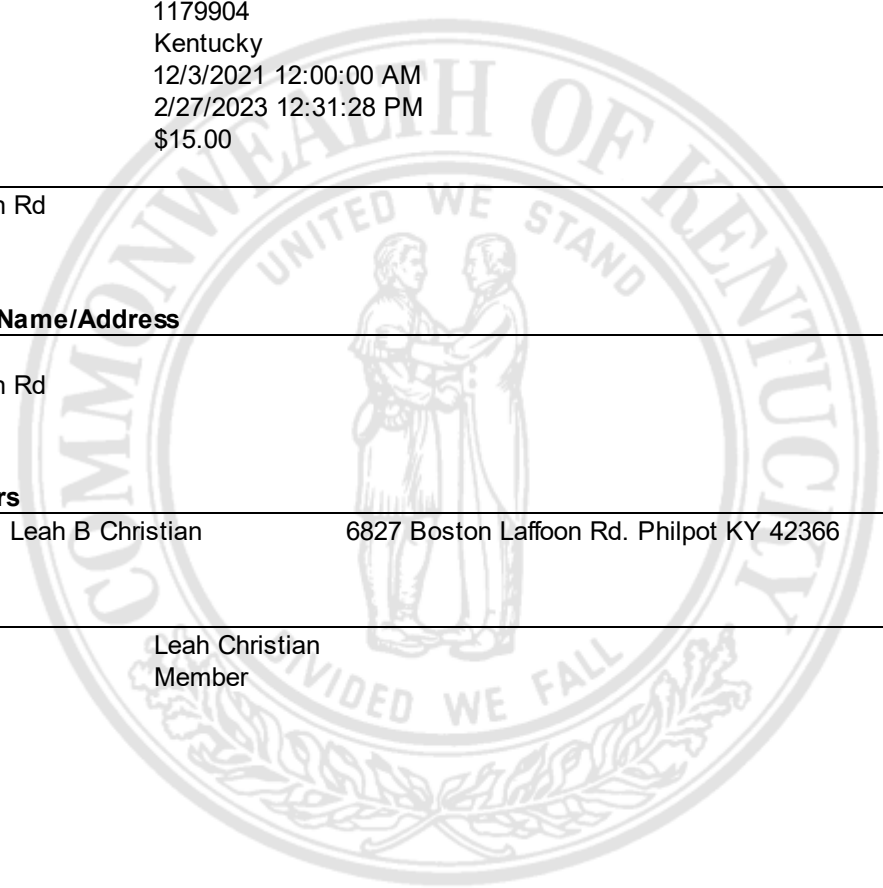 1179904
Kentucky
12/3/2021 12:00:00 AM
2/27/2023 12:31:28 PM
$15.00
n Rd
Name/Address
n Rd
rs
Leah B Christian 6827 Boston Laffoon Rd. Philpot KY 42366
Leah Christian
Member
COMMONWEALTH OF KENTUCKY
UNITED WE STAND
DIVIDED WE FALL